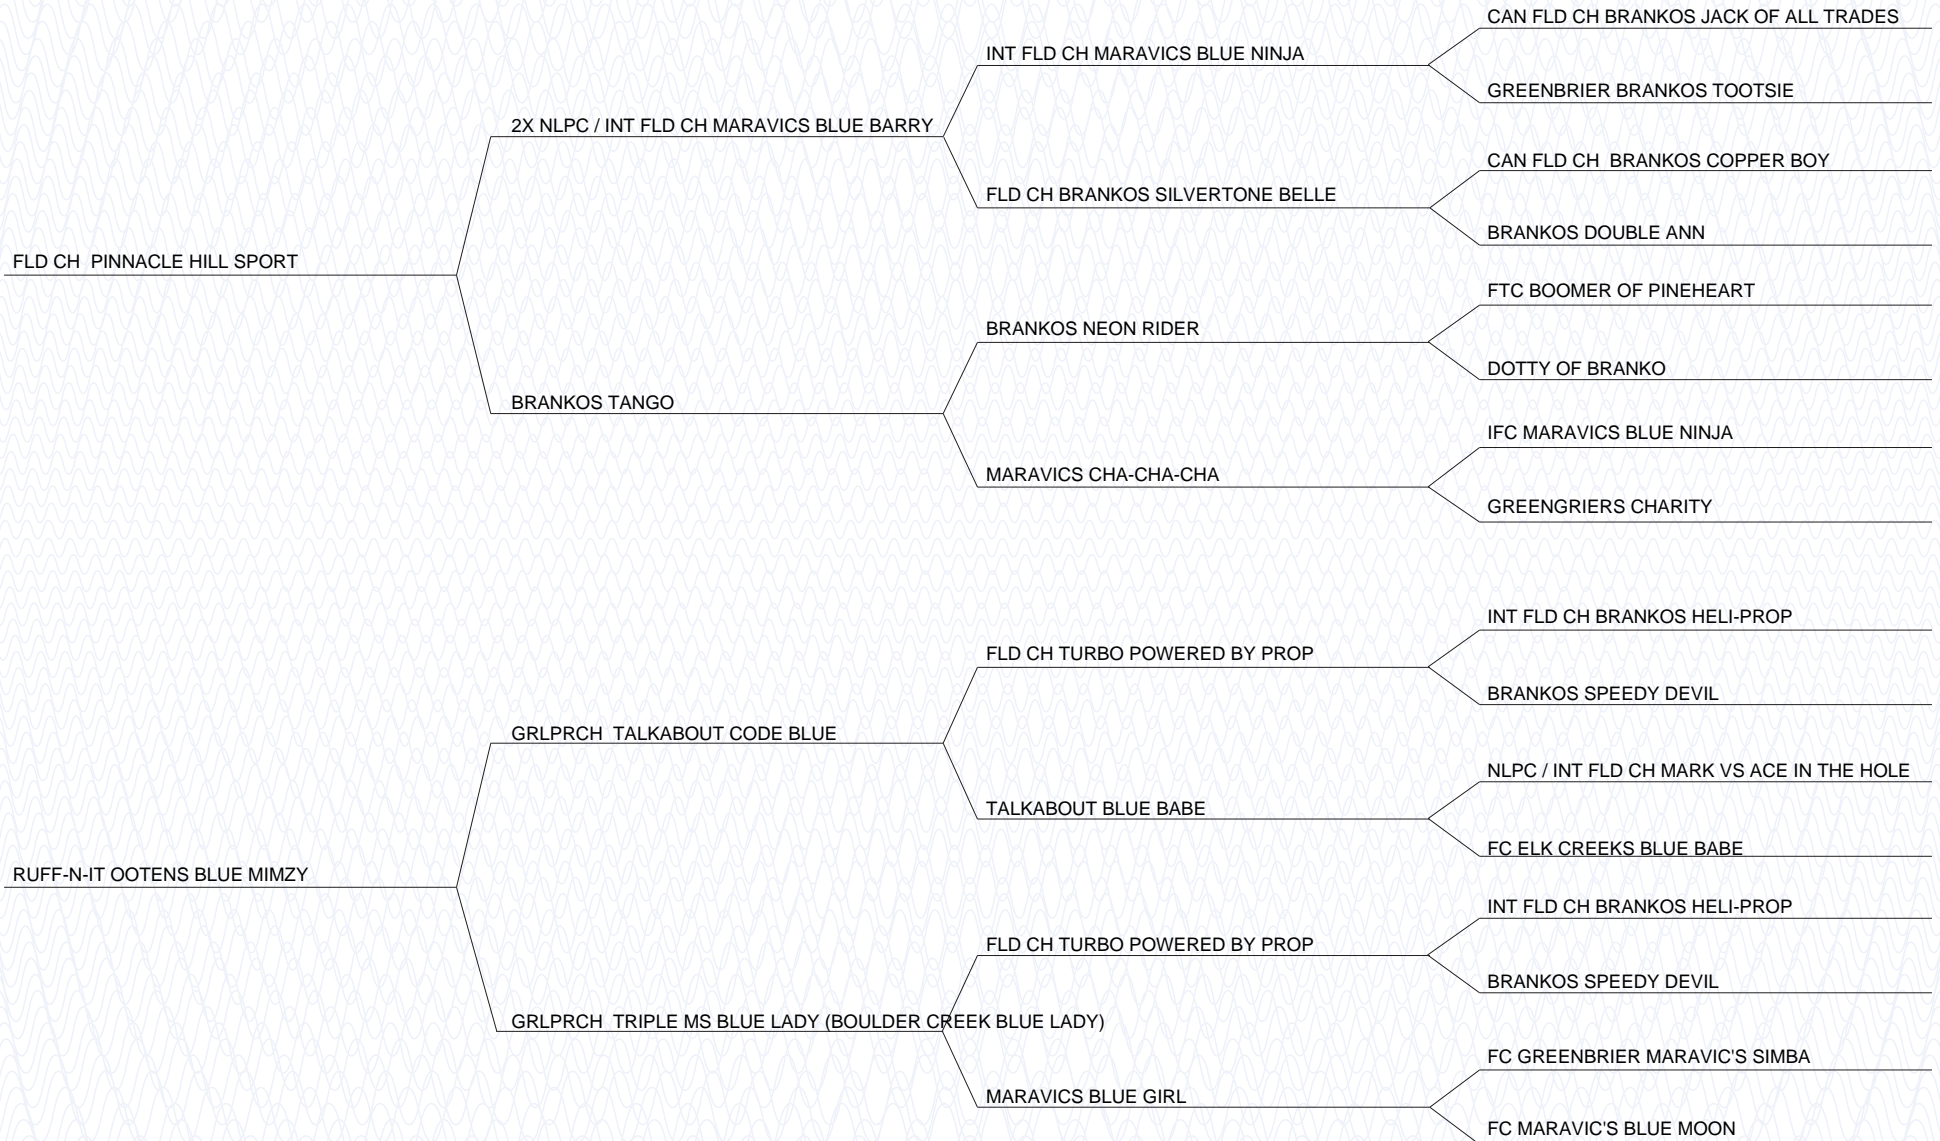 CAN FLD CH BRANKOS JACK OF ALL TRADES
INT FLD CH MARAVICS BLUE NINJA
GREENBRIER BRANKOS TOOTSIE
2X NLPC / INT FLD CH MARAVICS BLUE BARRY
CAN FLD CH  BRANKOS COPPER BOY
FLD CH BRANKOS SILVERTONE BELLE
BRANKOS DOUBLE ANN
FLD CH  PINNACLE HILL SPORT
FTC BOOMER OF PINEHEART
BRANKOS NEON RIDER
DOTTY OF BRANKO
BRANKOS TANGO
IFC MARAVICS BLUE NINJA
MARAVICS CHA-CHA-CHA
GREENGRIERS CHARITY
INT FLD CH BRANKOS HELI-PROP
FLD CH TURBO POWERED BY PROP
BRANKOS SPEEDY DEVIL
GRLPRCH  TALKABOUT CODE BLUE
NLPC / INT FLD CH MARK VS ACE IN THE HOLE
TALKABOUT BLUE BABE
FC ELK CREEKS BLUE BABE
RUFF-N-IT OOTENS BLUE MIMZY
INT FLD CH BRANKOS HELI-PROP
FLD CH TURBO POWERED BY PROP
BRANKOS SPEEDY DEVIL
GRLPRCH  TRIPLE MS BLUE LADY (BOULDER CREEK BLUE LADY)
FC GREENBRIER MARAVIC'S SIMBA
MARAVICS BLUE GIRL
FC MARAVIC'S BLUE MOON